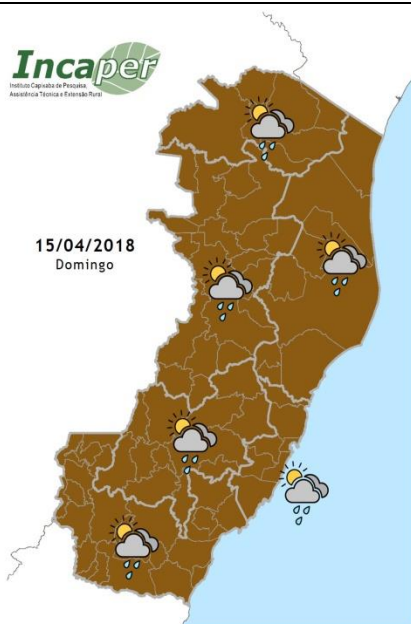 Incaper
Instituto Capixaba de Pesquisa,
Assistência Técnica e Extensão Rural
15/04/2018
Domingo